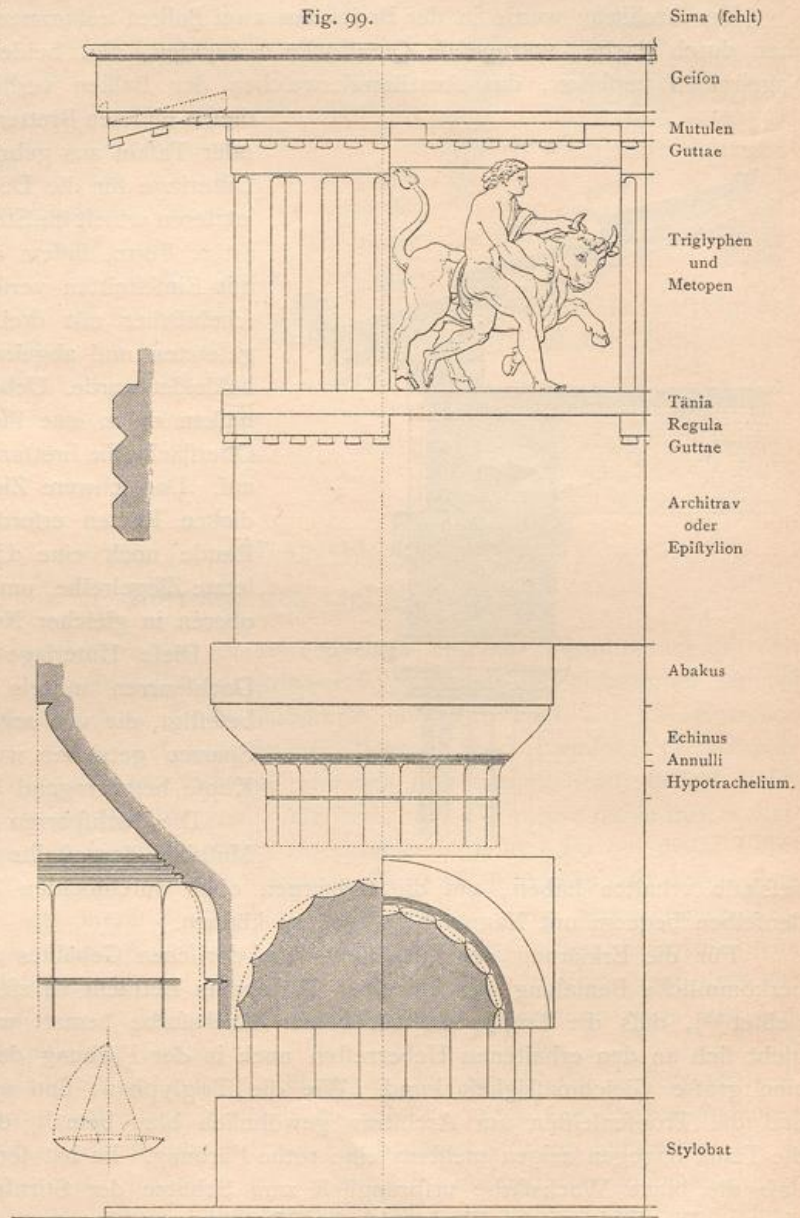 Fig. 99.
Sima (fehlt)
Geiſon
Mutulen
Guttae
Triglyphen
und
Metopen
Tänia
Regula
Guttae
Architrav
oder
Epiſtylion
Abakus
Echinus
Annulli
Hypotrachelium.
Stylobat